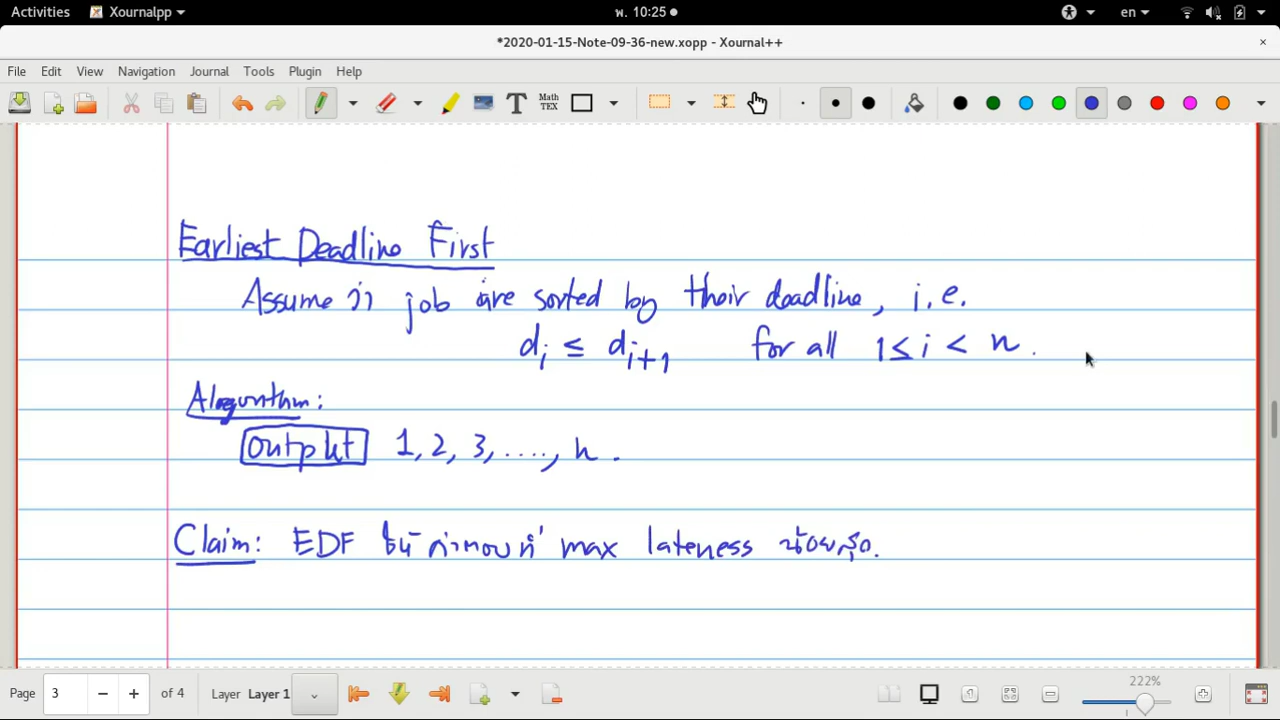 Activities Xournalpp พ. 10:25 en
*2020-01-15-Note-09-36-new.xopp - Xournal++ ×
File Edit View Navigation Journal Tools Plugin Help
Math TEX
Earliest Deadline First
Assume ว่า job are sorted by their deadline, i.e.
di ≤ di+1 for all 1 ≤ i < n.
Algorithm:
Output 1, 2, 3, ...., n.
Claim: EDF ให้คำตอบที่ max lateness น้อยสุด.
Page 3 of 4 Layer Layer 1 222%